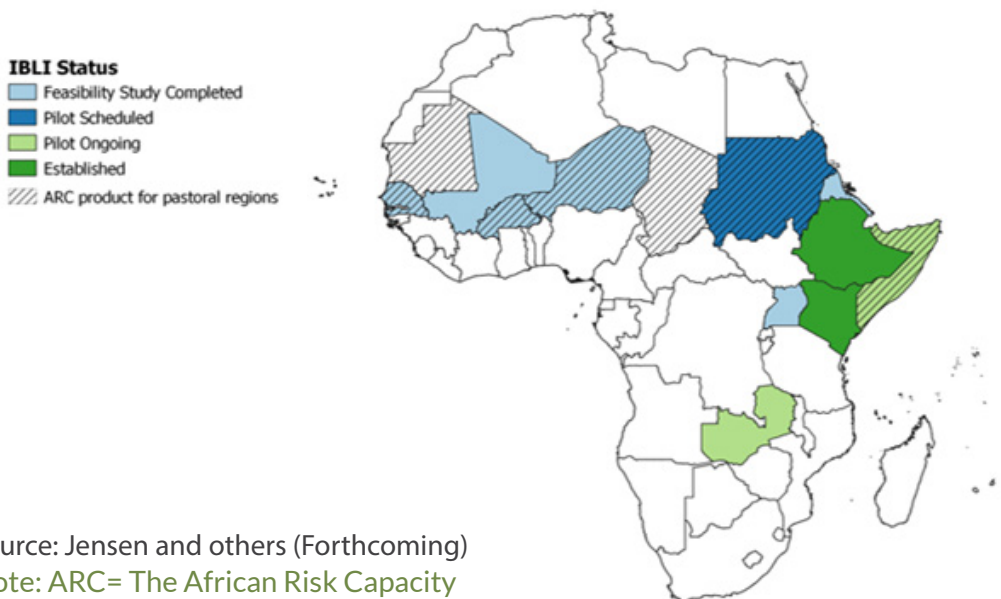 IBLI Status
Feasibility Study Completed
Pilot Scheduled
Pilot Ongoing
Established
ARC product for pastoral regions
urce: Jensen and others (Forthcoming)
ote: ARC= The African Risk Capacity